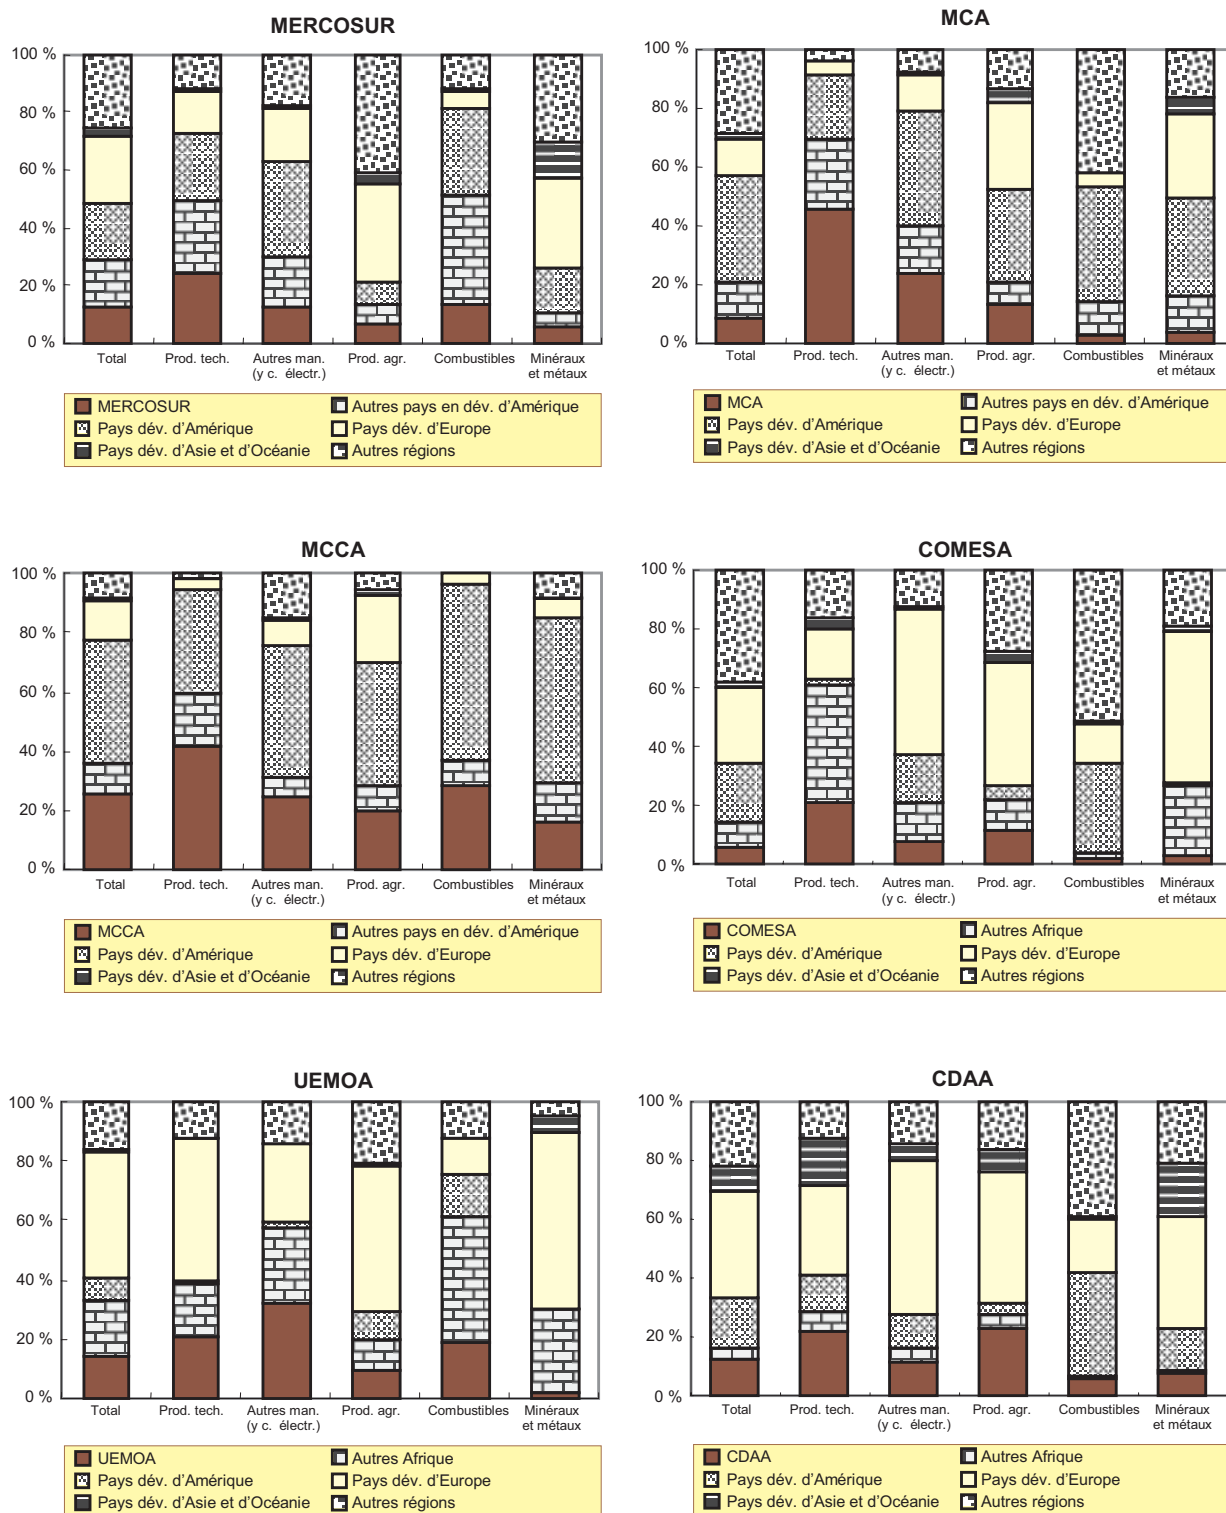 MERCOSUR
100 %
80 %
60 %
40 %
20 %
0 %
Total
Prod. tech.
Autres man.
(y c. électr.)
Prod. agr.
Combustibles
Minéraux
et métaux
MERCOSUR
Autres pays en dév. d'Amérique
Pays dév. d'Amérique
Pays dév. d'Europe
Pays dév. d'Asie et d'Océanie
Autres régions
MCA
100 %
80 %
60 %
40 %
20 %
0 %
Total
Prod. tech.
Autres man.
(y c. électr.)
Prod. agr.
Combustibles
Minéraux
et métaux
MCA
Autres pays en dév. d'Amérique
Pays dév. d'Amérique
Pays dév. d'Europe
Pays dév. d'Asie et d'Océanie
Autres régions
MCCA
100 %
80 %
60 %
40 %
20 %
0 %
Total
Prod. tech.
Autres man.
(y c. électr.)
Prod. agr.
Combustibles
Minéraux
et métaux
MCCA
Autres pays en dév. d'Amérique
Pays dév. d'Amérique
Pays dév. d'Europe
Pays dév. d'Asie et d'Océanie
Autres régions
COMESA
100 %
80 %
60 %
40 %
20 %
0 %
Total
Prod. tech.
Autres man.
(y c. électr.)
Prod. agr.
Combustibles
Minéraux
et métaux
COMESA
Autres Afrique
Pays dév. d'Amérique
Pays dév. d'Europe
Pays dév. d'Asie et d'Océanie
Autres régions
UEMOA
100 %
80 %
60 %
40 %
20 %
0 %
Total
Prod. tech.
Autres man.
(y c. électr.)
Prod. agr.
Combustibles
Minéraux
et métaux
UEMOA
Autres Afrique
Pays dév. d'Amérique
Pays dév. d'Europe
Pays dév. d'Asie et d'Océanie
Autres régions
CDAA
100 %
80 %
60 %
40 %
20 %
0 %
Total
Prod. tech.
Autres man.
(y c. électr.)
Prod. agr.
Combustibles
Minéraux
et métaux
CDAA
Autres Afrique
Pays dév. d'Amérique
Pays dév. d'Europe
Pays dév. d'Asie et d'Océanie
Autres régions